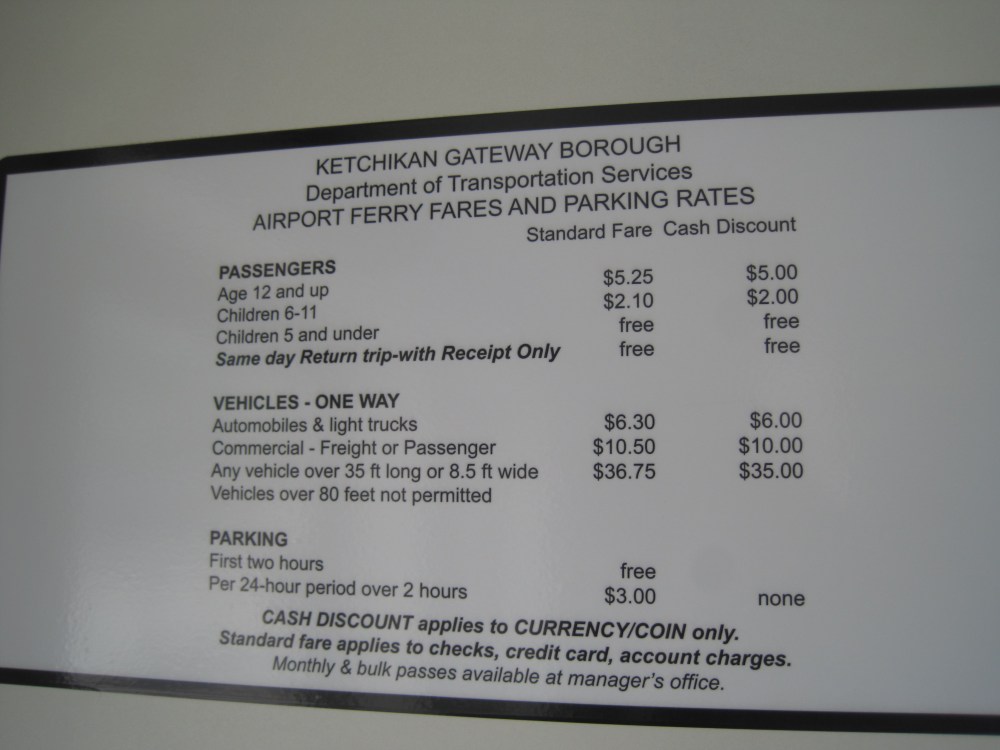 KETCHIKAN GATEWAY BOROUGH
Department of Transportation Services
AIRPORT FERRY FARES AND PARKING RATES
Standard Fare Cash Discount
PASSENGERS
Age 12 and up $5.25 $5.00
Children 6-11 $2.10 $2.00
Children 5 and under free free
Same day Return trip-with Receipt Only free free
VEHICLES - ONE WAY
Automobiles & light trucks $6.30 $6.00
Commercial - Freight or Passenger $10.50 $10.00
Any vehicle over 35 ft long or 8.5 ft wide $36.75 $35.00
Vehicles over 80 feet not permitted
PARKING
First two hours free
Per 24-hour period over 2 hours $3.00 none
CASH DISCOUNT applies to CURRENCY/COIN only.
Standard fare applies to checks, credit card, account charges.
Monthly & bulk passes available at manager's office.